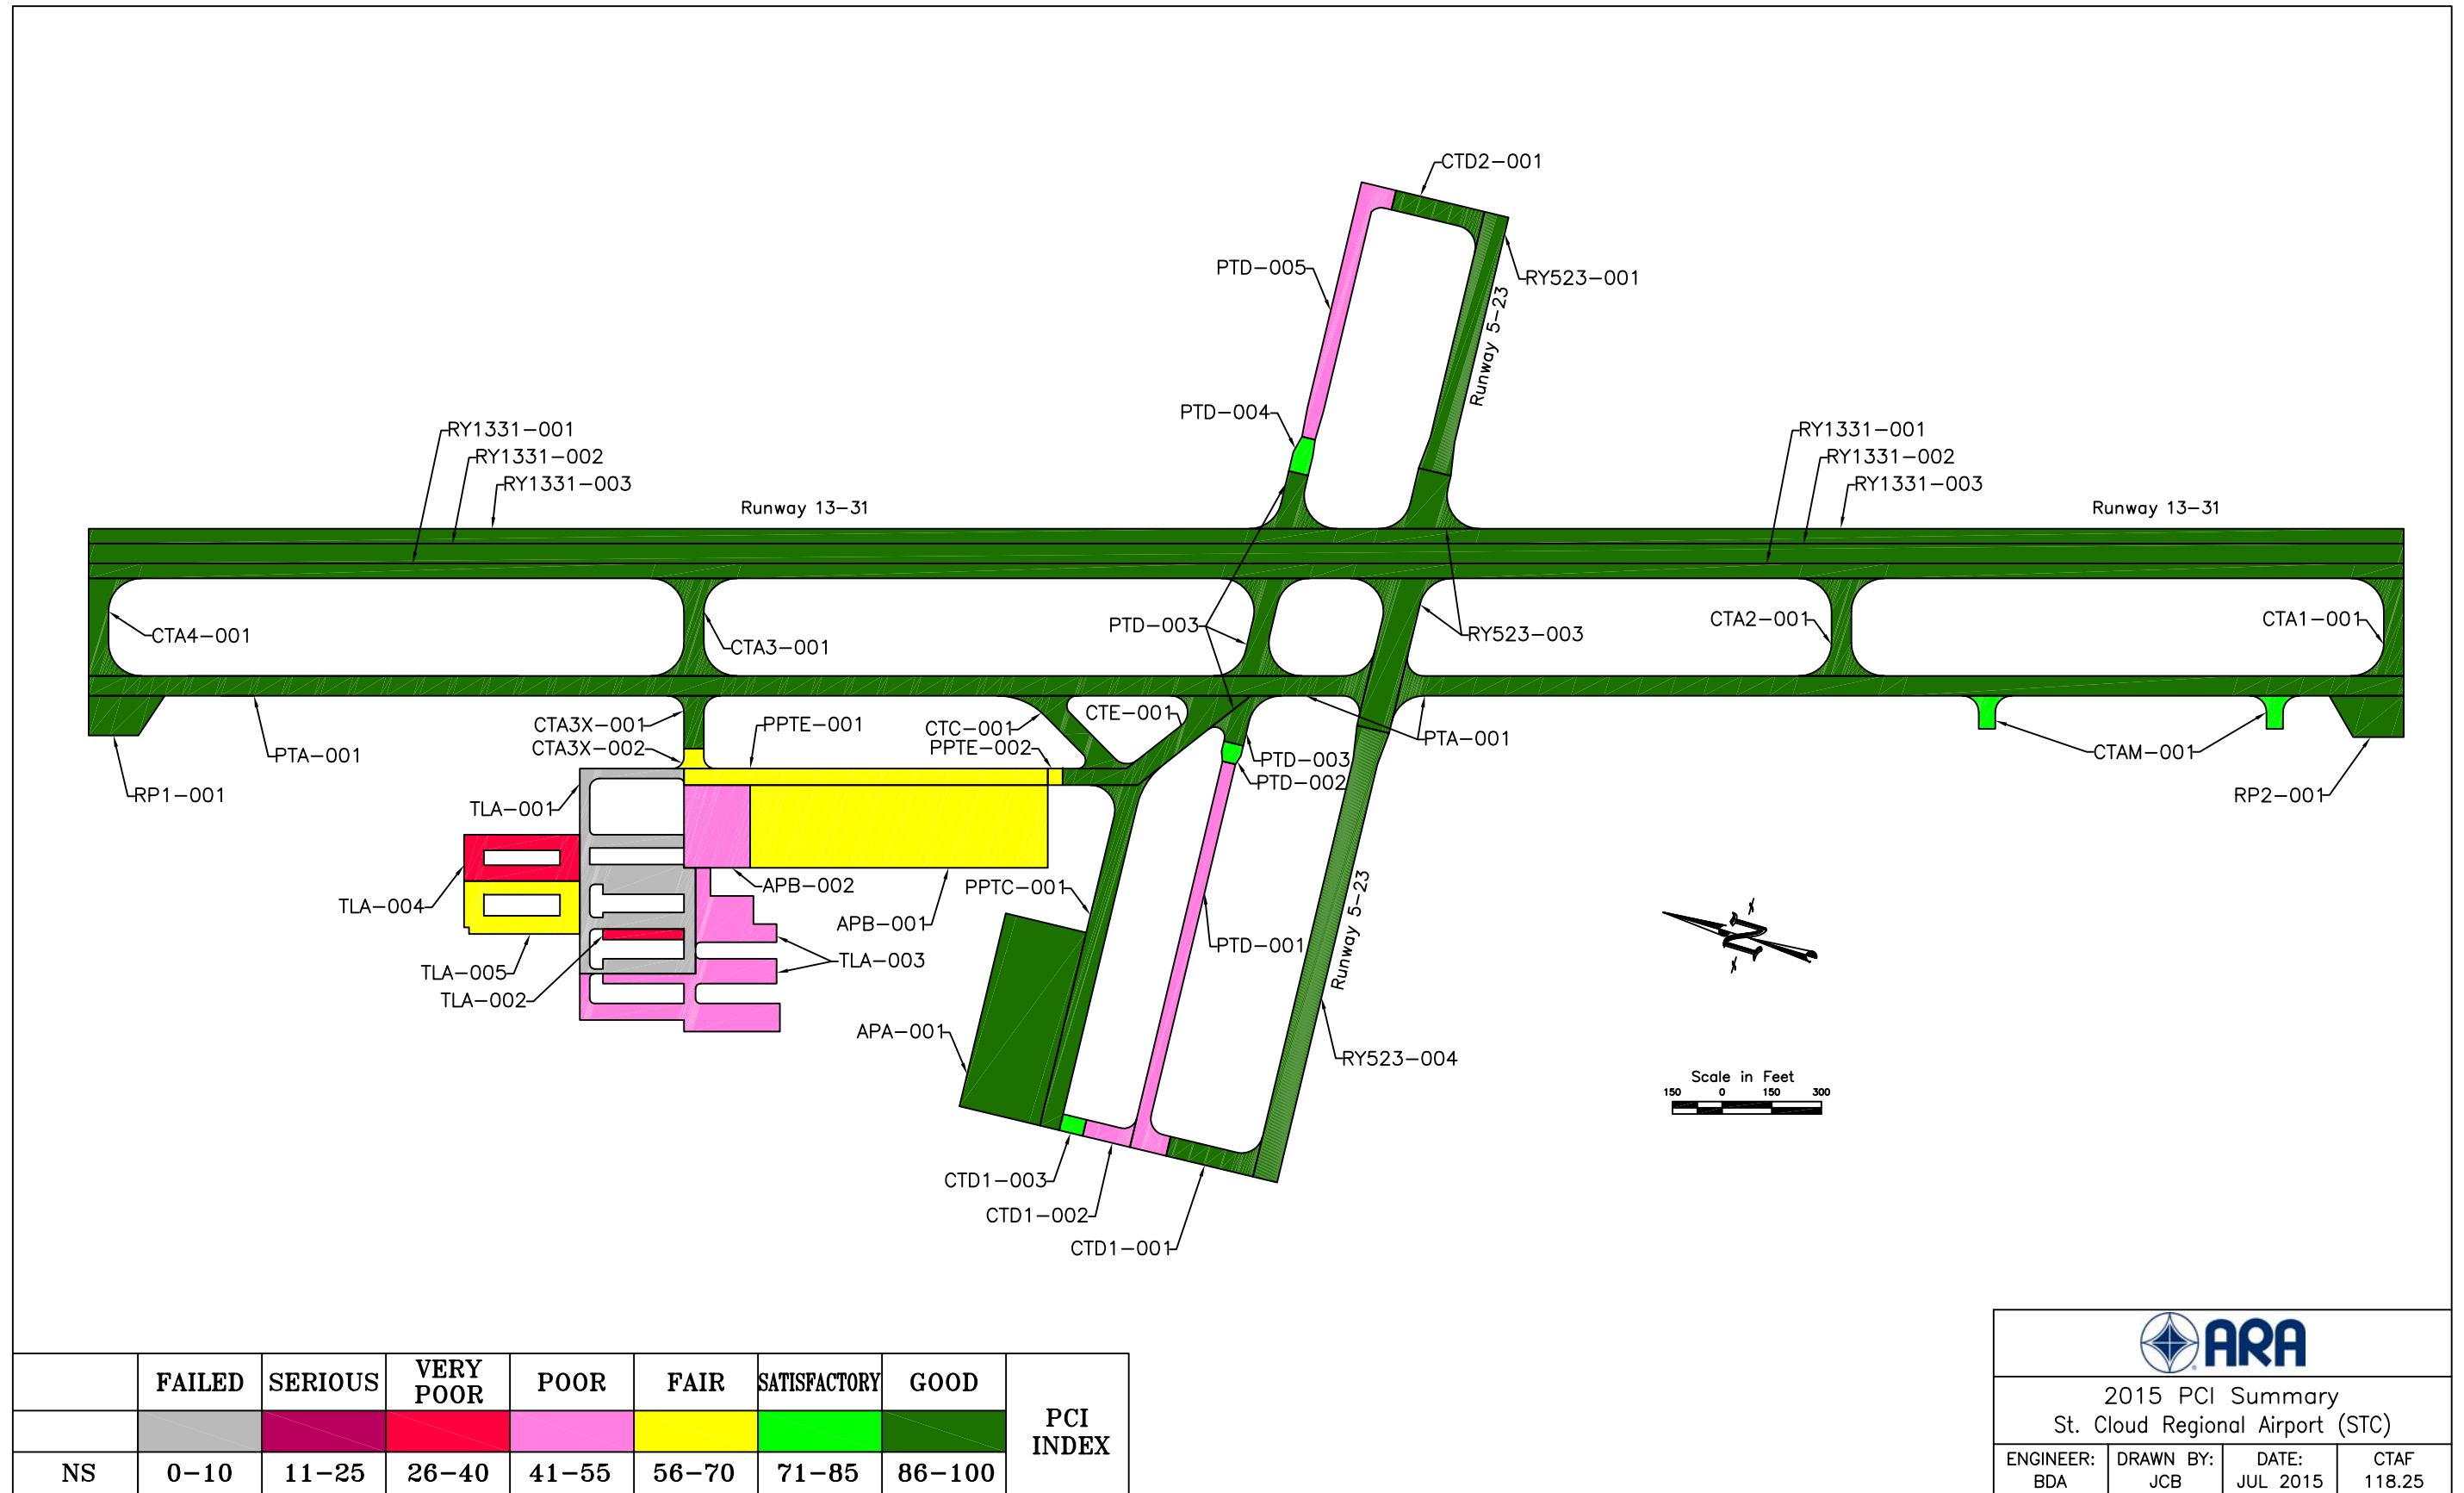 CTD2-001
PTD-005
RY523-001
Runway 5-23
PTD-004
RY1331-001
RY1331-002
RY1331-003
RY1331-001
RY1331-002
RY1331-003
Runway 13-31
Runway 13-31
CTA4-001
CTA3-001
PTD-003
RY523-003
CTA2-001
CTA1-001
CTA3X-001
PPTE-001
CTC-001
CTE-001
CTA3X-002
PPTE-002
PTA-001
PTA-001
PTD-003
PTD-002
CTAM-001
RP1-001
TLA-001
RP2-001
APB-002
PPTC-001
TLA-004
APB-001
Runway 5-23
PTD-001
TLA-003
TLA-005
TLA-002
APA-001
RY523-004
N
Scale in Feet
150 0 150 300
CTD1-003
CTD1-002
CTD1-001
FAILED SERIOUS VERY POOR POOR FAIR SATISFACTORY GOOD
PCI
INDEX
NS 0-10 11-25 26-40 41-55 56-70 71-85 86-100
ARA
2015 PCI Summary
St. Cloud Regional Airport (STC)
ENGINEER: DRAWN BY: DATE: CTAF
BDA JCB JUL 2015 118.25